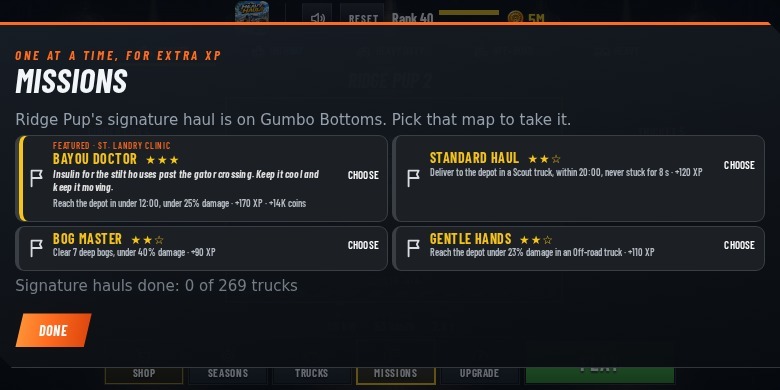 RESET
Rank 40
5M
ONE AT A TIME, FOR EXTRA XP
MISSIONS
Ridge Pup's signature haul is on Gumbo Bottoms. Pick that map to take it.
FEATURED · ST. LANDRY CLINIC
BAYOU DOCTOR ★★★
Insulin for the stilt houses past the gator crossing. Keep it cool and
keep it moving.
Reach the depot in under 12:00, under 25% damage · +170 XP · +14K coins
CHOOSE
STANDARD HAUL ★★☆
Deliver to the depot in a Scout truck, within 20:00, never stuck for 8 s · +120 XP
CHOOSE
BOG MASTER ★★☆
Clear 7 deep bogs, under 40% damage · +90 XP
CHOOSE
GENTLE HANDS ★★☆
Reach the depot under 23% damage in an Off-road truck · +110 XP
CHOOSE
Signature hauls done: 0 of 269 trucks
DONE
SHOP
SEASONS
TRUCKS
MISSIONS
UPGRADE